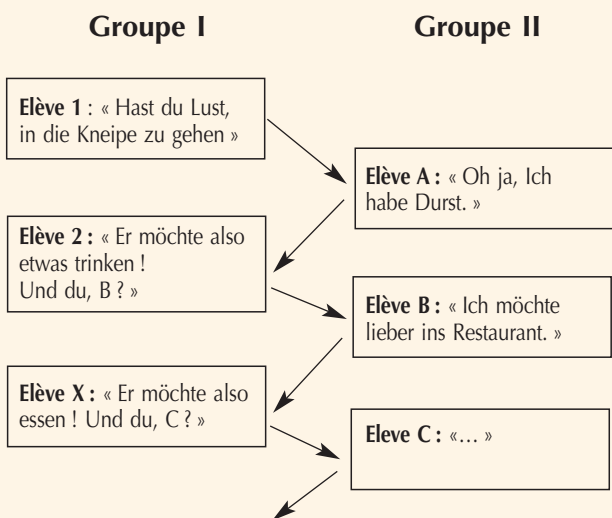 Groupe I
Groupe II
Elève 1 : « Hast du Lust,
in die Kneipe zu gehen »
Elève A : « Oh ja, Ich
habe Durst. »
Elève 2 : « Er möchte also
etwas trinken !
Und du, B ? »
Elève B : « Ich möchte
lieber ins Restaurant. »
Elève X : « Er möchte also
essen ! Und du, C ? »
Eleve C : «... »